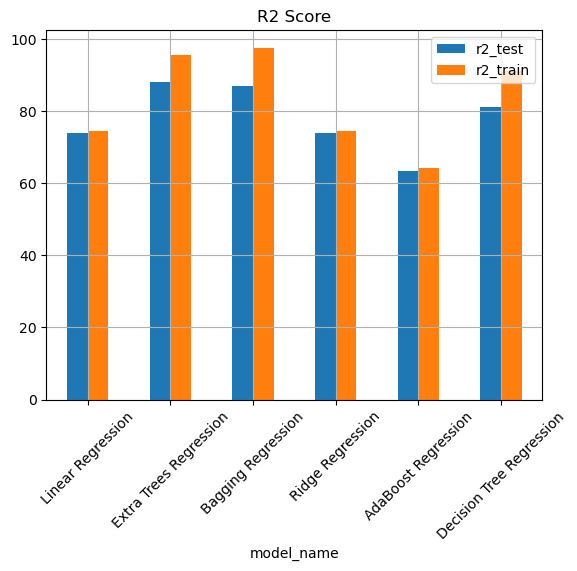 R2 Score
r2_test
r2_train
100
80
60
40
20
0
Linear Regression
Extra Trees Regression
Bagging Regression
Ridge Regression
AdaBoost Regression
Decision Tree Regression
model_name